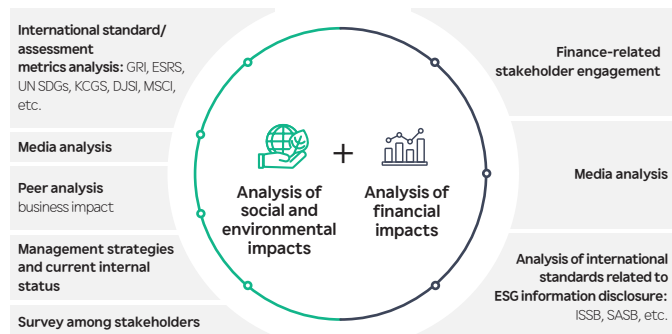 International standard/
assessment
metrics analysis: GRI, ESRS,
UN SDGs, KCGS, DJSI, MSCI,
etc.
Media analysis
Peer analysis
business impact
Management strategies
and current internal
status
Survey among stakeholders
+
Analysis of
social and
environmental
impacts
Analysis of
financial
impacts
Finance-related
stakeholder engagement
Media analysis
Analysis of international
standards related to
ESG information disclosure:
ISSB, SASB, etc.